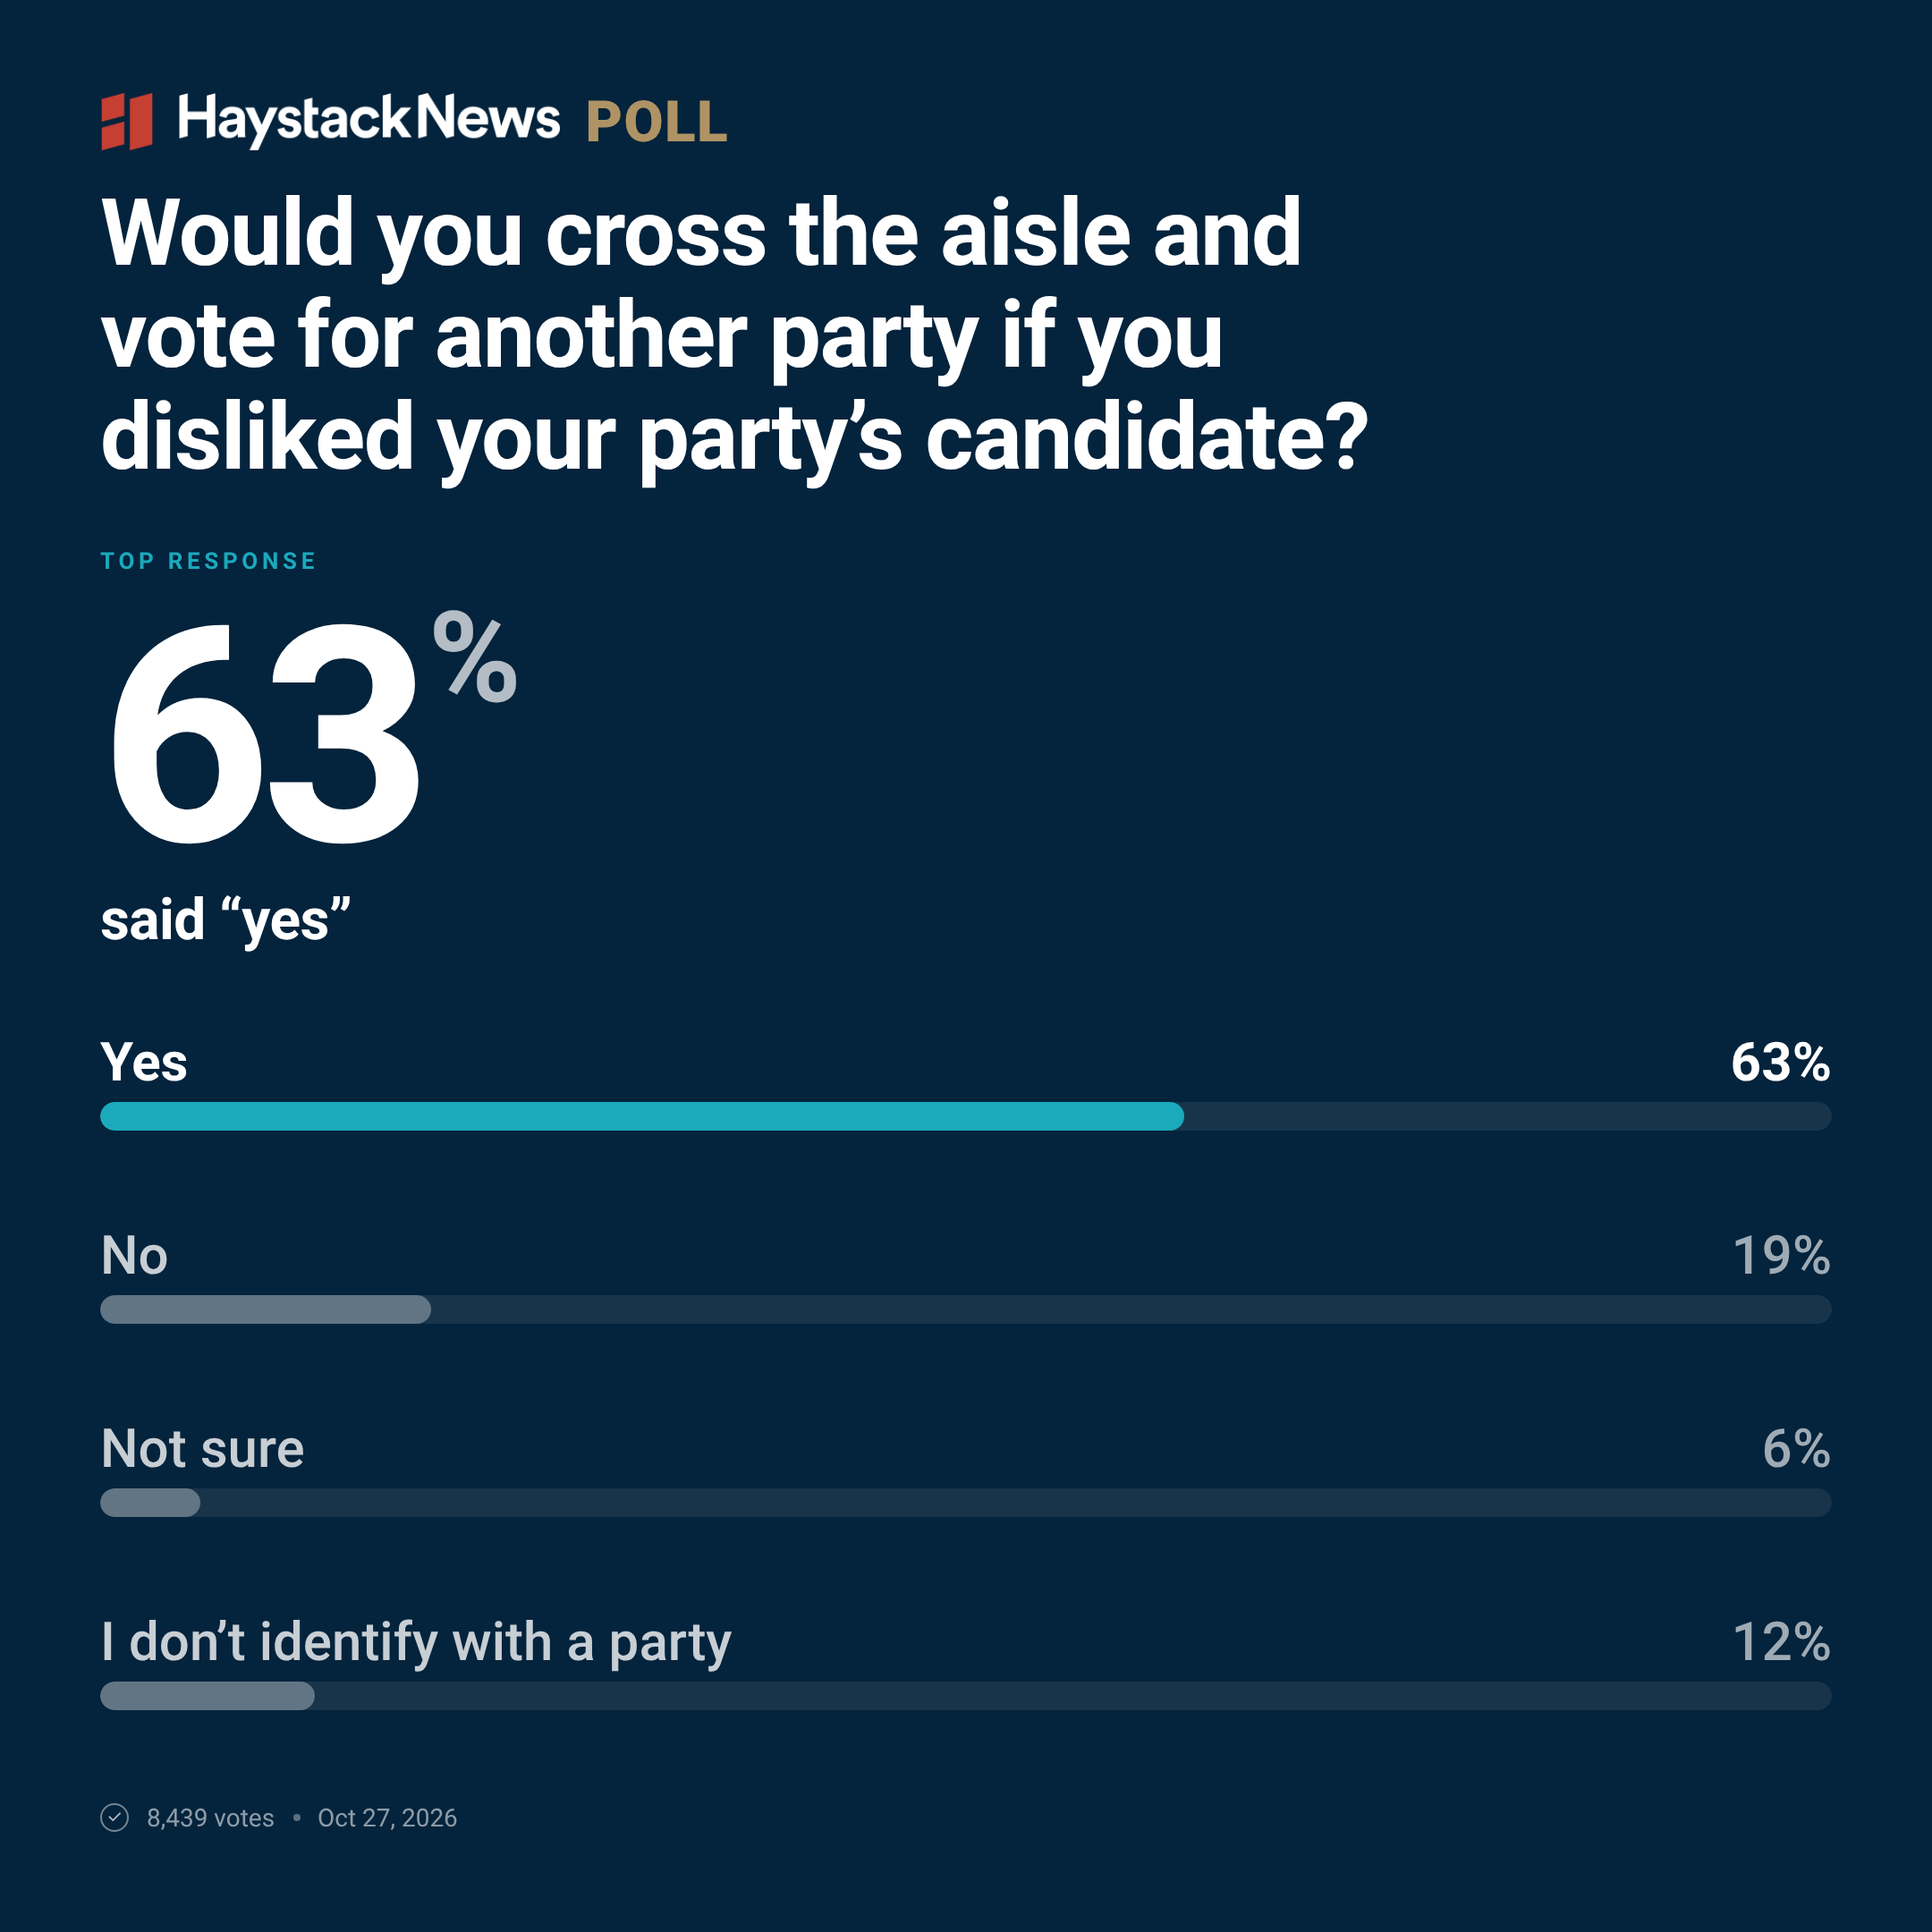 HaystackNews POLL
Would you cross the aisle and
vote for another party if you
disliked your party’s candidate?
TOP RESPONSE
63%
said “yes”
Yes 63%
No 19%
Not sure 6%
I don’t identify with a party 12%
8,439 votes • Oct 27, 2026